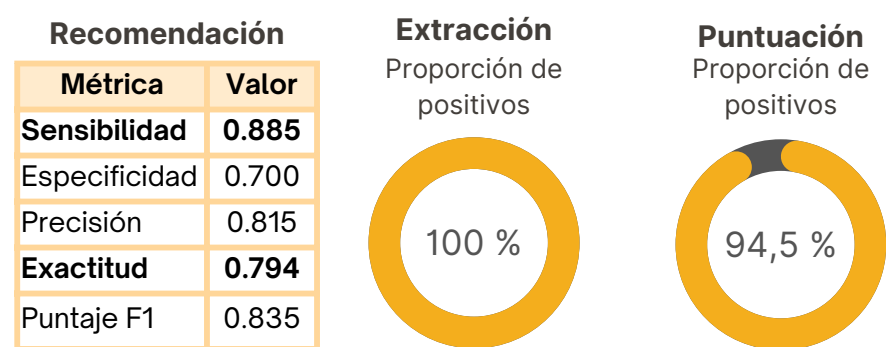 Recomendación
Métrica Valor
Sensibilidad 0.885
Especificidad 0.700
Precisión 0.815
Exactitud 0.794
Puntaje F1 0.835
Extracción
Proporción de
positivos
100 %
Puntuación
Proporción de
positivos
94,5 %